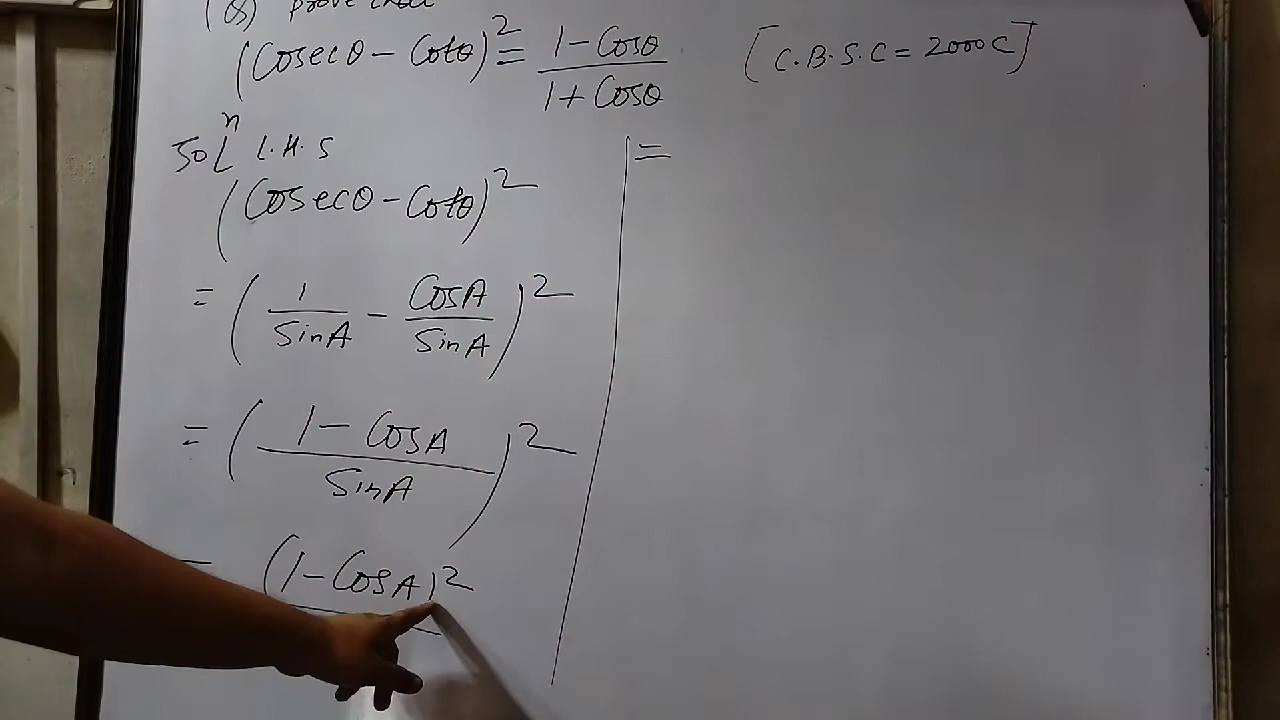 (Q) Prove that
(Cosecθ - Cotθ)² = 1 - Cosθ / 1 + Cosθ [C.B.S.C = 2000C]
Solⁿ L.H.S
(Cosecθ - Cotθ)²
= (1 / SinA - CosA / SinA)²
= (1 - CosA / SinA)²
= (1 - CosA)²
=